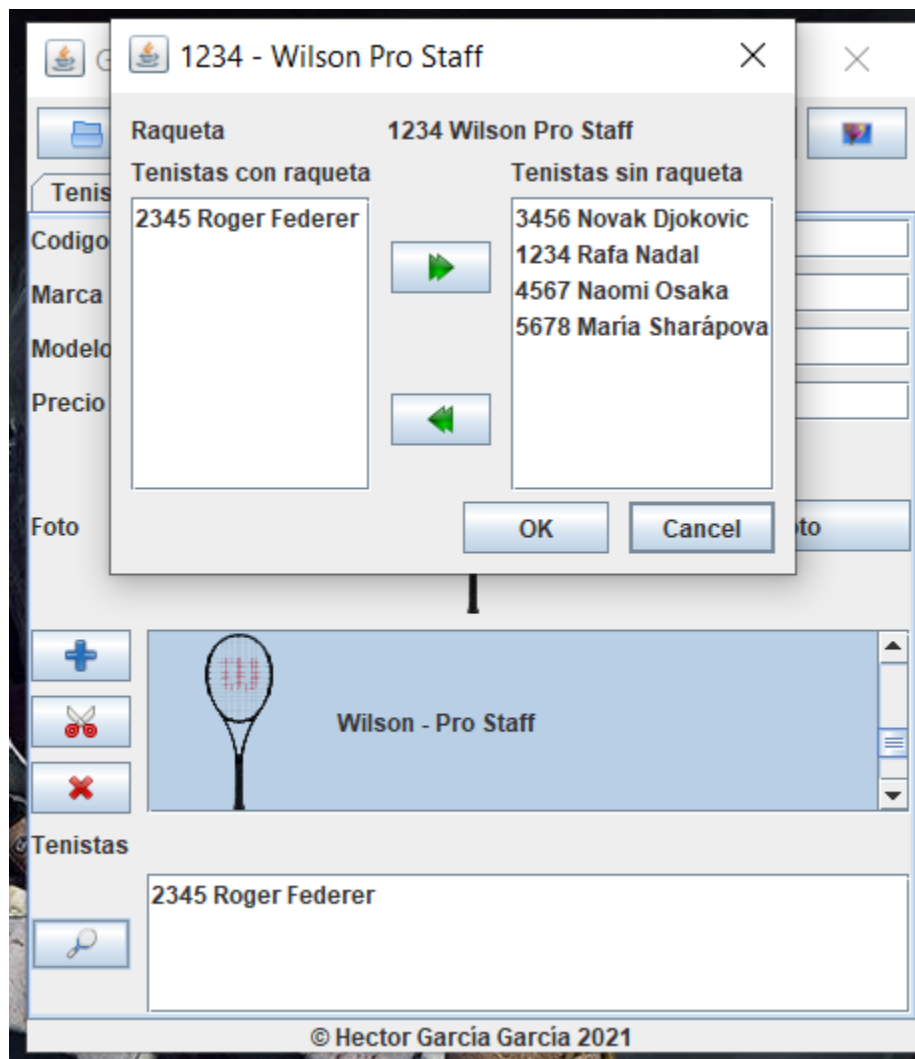 1234 - Wilson Pro Staff
Raqueta 1234 Wilson Pro Staff
Tenistas con raqueta Tenistas sin raqueta
2345 Roger Federer
3456 Novak Djokovic
1234 Rafa Nadal
4567 Naomi Osaka
5678 María Sharápova
OK Cancel
Tenis
Codigo
Marca
Modelo
Precio
Foto
to
Wilson - Pro Staff
Tenistas
2345 Roger Federer
© Hector García García 2021